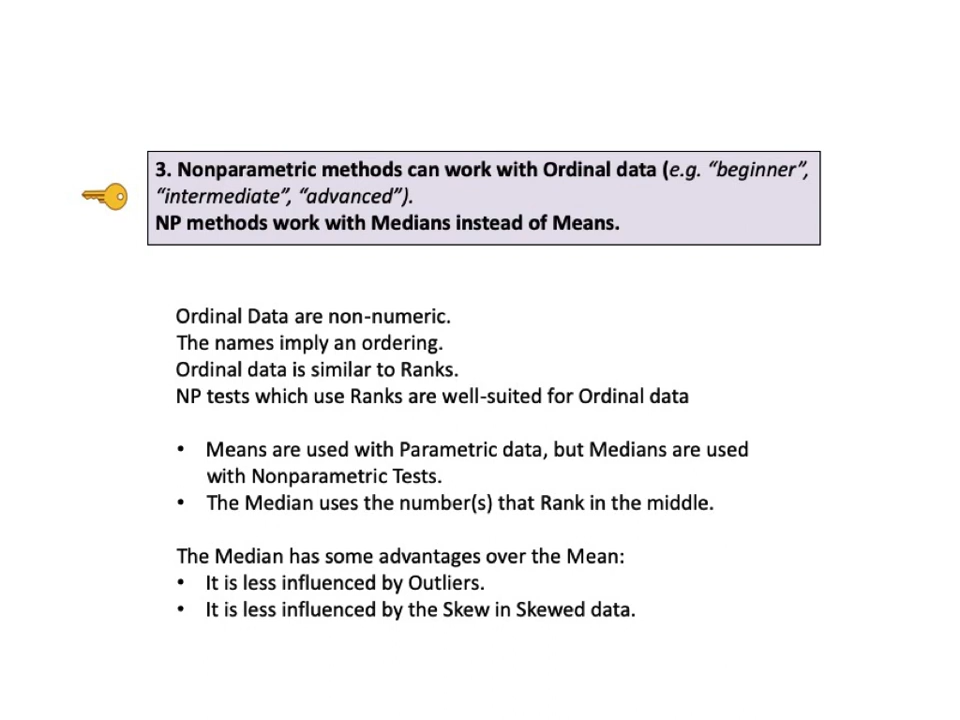 3. Nonparametric methods can work with Ordinal data (e.g. “beginner”,
“intermediate”, “advanced”).
NP methods work with Medians instead of Means.
Ordinal Data are non-numeric.
The names imply an ordering.
Ordinal data is similar to Ranks.
NP tests which use Ranks are well-suited for Ordinal data
• Means are used with Parametric data, but Medians are used
with Nonparametric Tests.
• The Median uses the number(s) that Rank in the middle.
The Median has some advantages over the Mean:
• It is less influenced by Outliers.
• It is less influenced by the Skew in Skewed data.